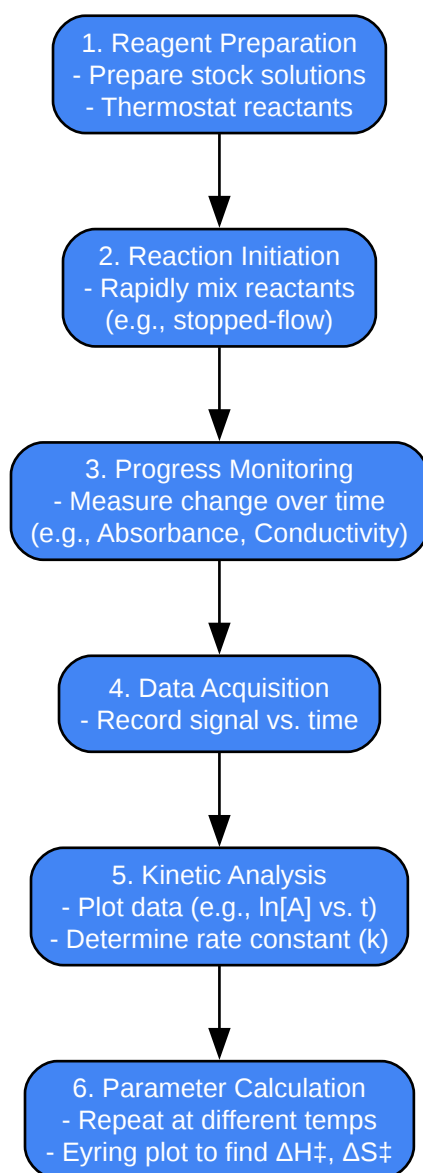 1. Reagent Preparation
- Prepare stock solutions
- Thermostat reactants
2. Reaction Initiation
- Rapidly mix reactants
(e.g., stopped-flow)
3. Progress Monitoring
- Measure change over time
(e.g., Absorbance, Conductivity)
4. Data Acquisition
- Record signal vs. time
5. Kinetic Analysis
- Plot data (e.g., ln[A] vs. t)
- Determine rate constant (k)
6. Parameter Calculation
- Repeat at different temps
- Eyring plot to find ΔH‡, ΔS‡